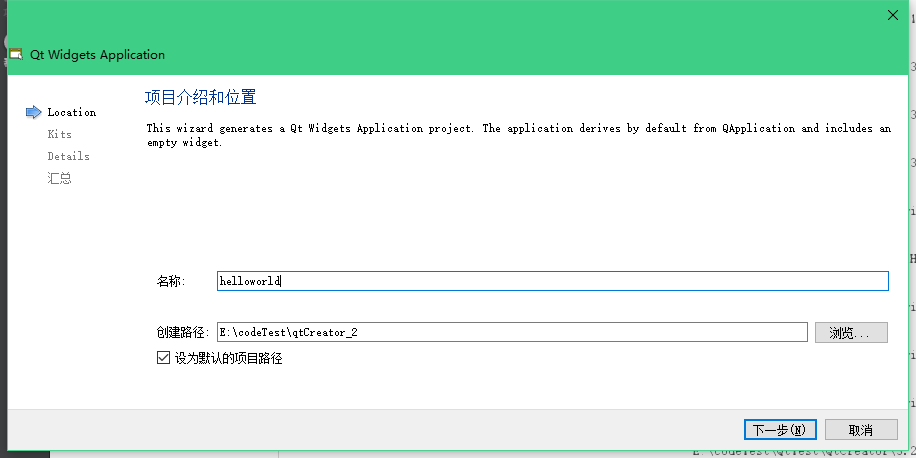 Qt Widgets Application
Location
Kits
Details
汇总
项目介绍和位置
This wizard generates a Qt Widgets Application project. The application derives by default from QApplication and includes an
empty widget.
名称:
helloworld
创建路径:
E:\codeTest\qtCreator_2
浏览...
设为默认的项目路径
下一步(N)
取消